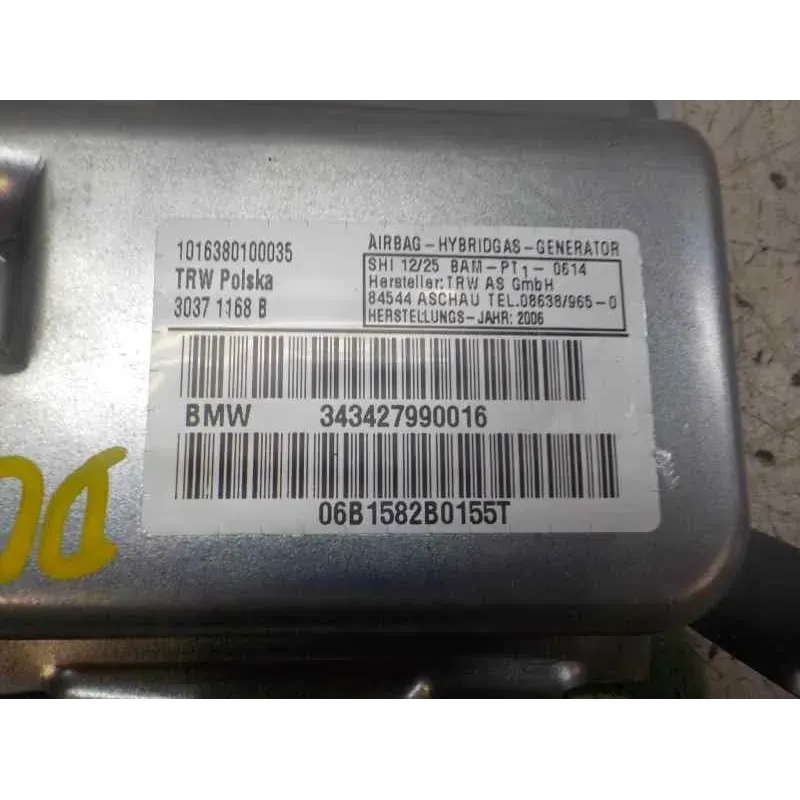 1016380100035
TRW Polska
3037 1168 B
AIRBAG-HYBRIDGAS-GENERATOR
SHI 12/25 BAM-PT1-0614
Hersteller:TRW AS GmbH
84544 ASCHAU TEL.08638/965-0
HERSTELLUNGS-JAHR: 2006
BMW 343427990016
06B1582B0155T